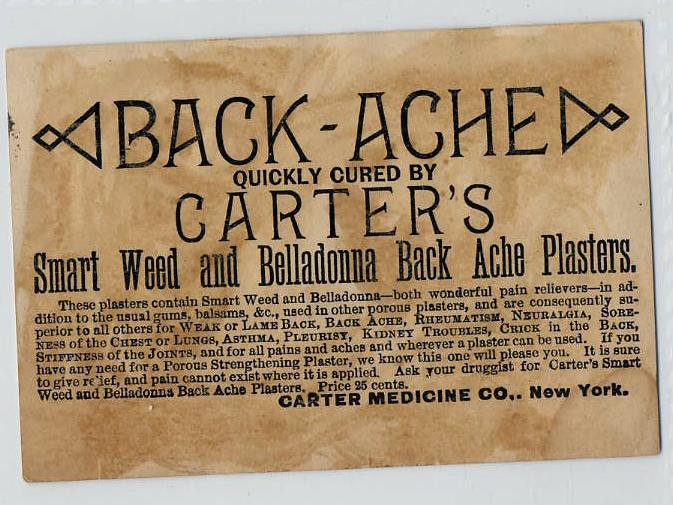 BACK-ACHE
QUICKLY CURED BY
CARTER'S
Smart Weed and Belladonna Back Ache Plasters.
These plasters contain Smart Weed and Belladonna—both wonderful pain relievers—in ad-
dition to the usual gums, balsams, &c., used in other porous plasters, and are consequently su-
perior to all others for WEAK or LAME BACK, BACK ACHE, RHEUMATISM, NEURALGIA, SORE-
NESS of the CHEST or LUNGS, ASTHMA, PLEURISY, KIDNEY TROUBLES, CRICK in the BACK,
STIFFNESS of the JOINTS, and for all pains and aches and wherever a plaster can be used. If you
have any need for a Porous Strengthening Plaster, we know this one will please you. It is sure
to give relief, and pain cannot exist where it is applied. Ask your druggist for Carter's Smart
Weed and Belladonna Back Ache Plasters. Price 25 cents.
CARTER MEDICINE CO,. New York.